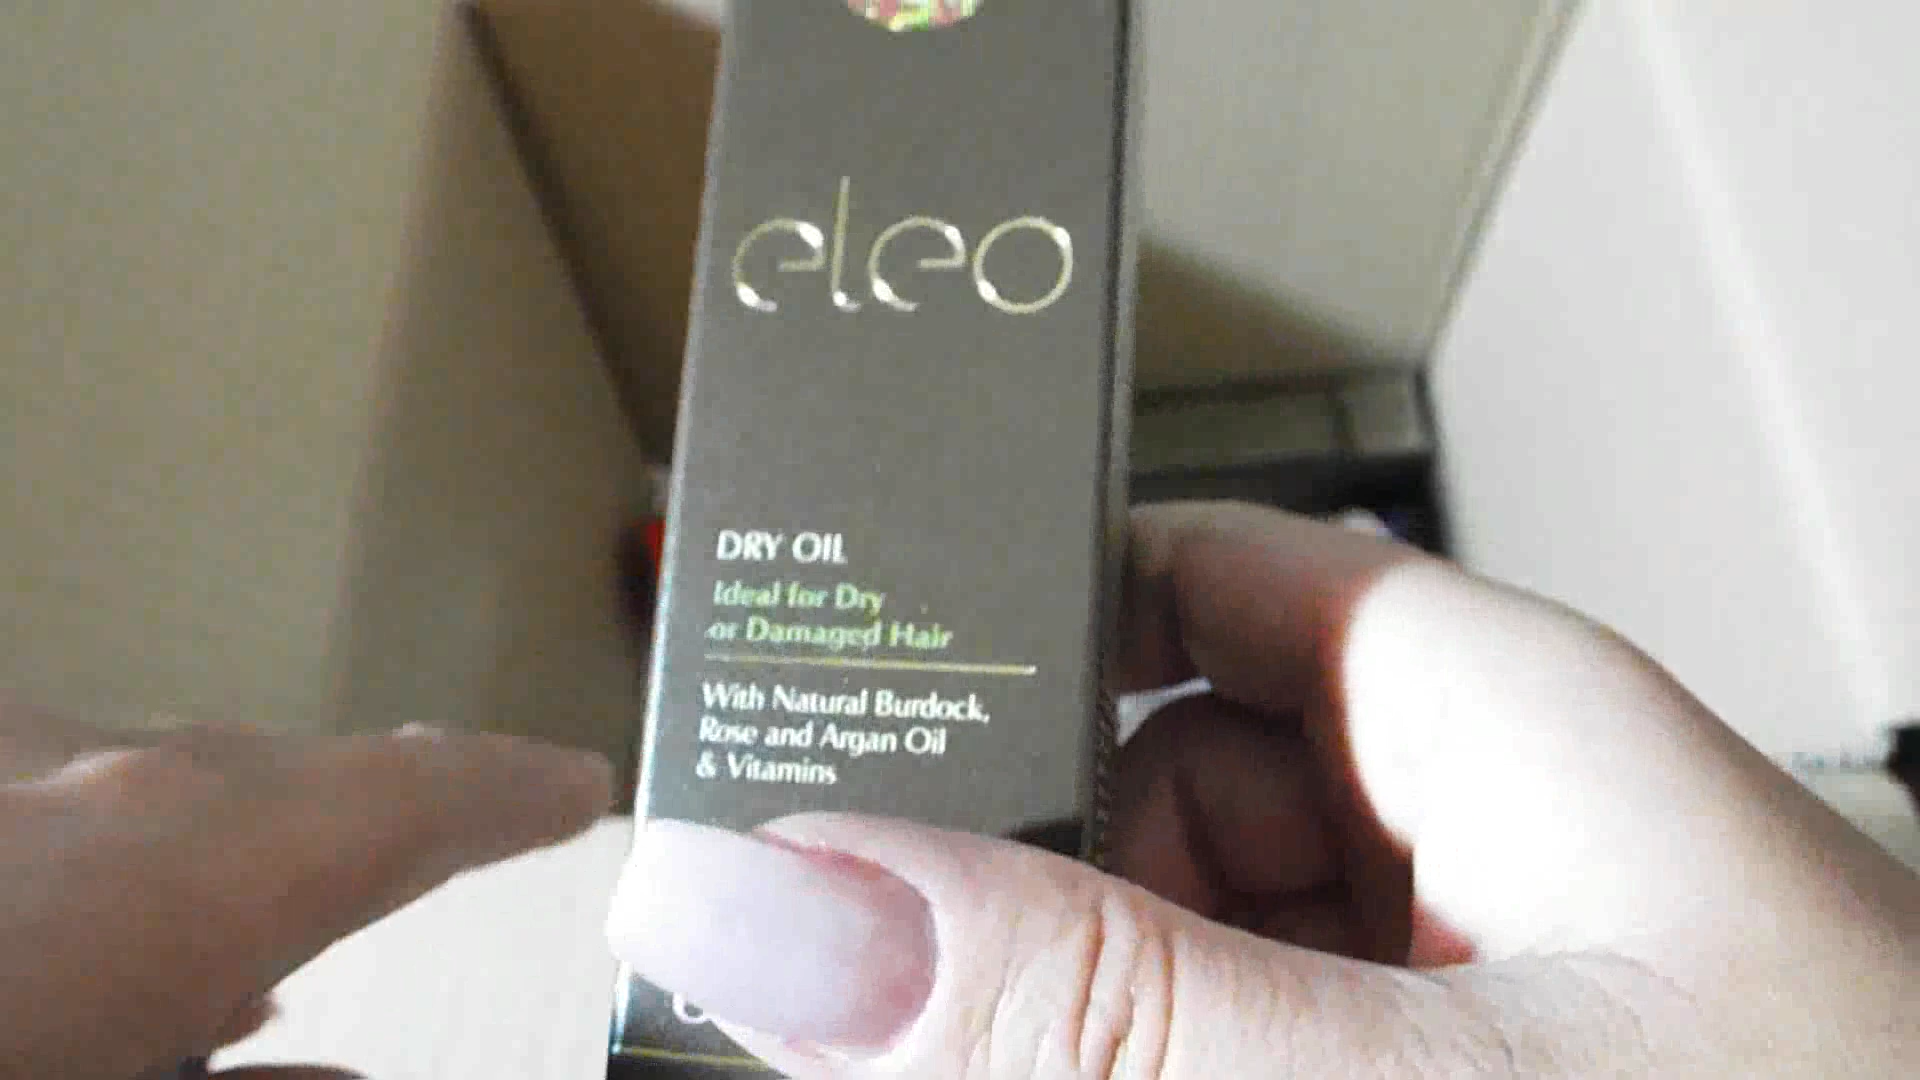 eleo
DRY OIL
Ideal for Dry
or Damaged Hair
With Natural Burdock,
Rose and Argan Oil
& Vitamins